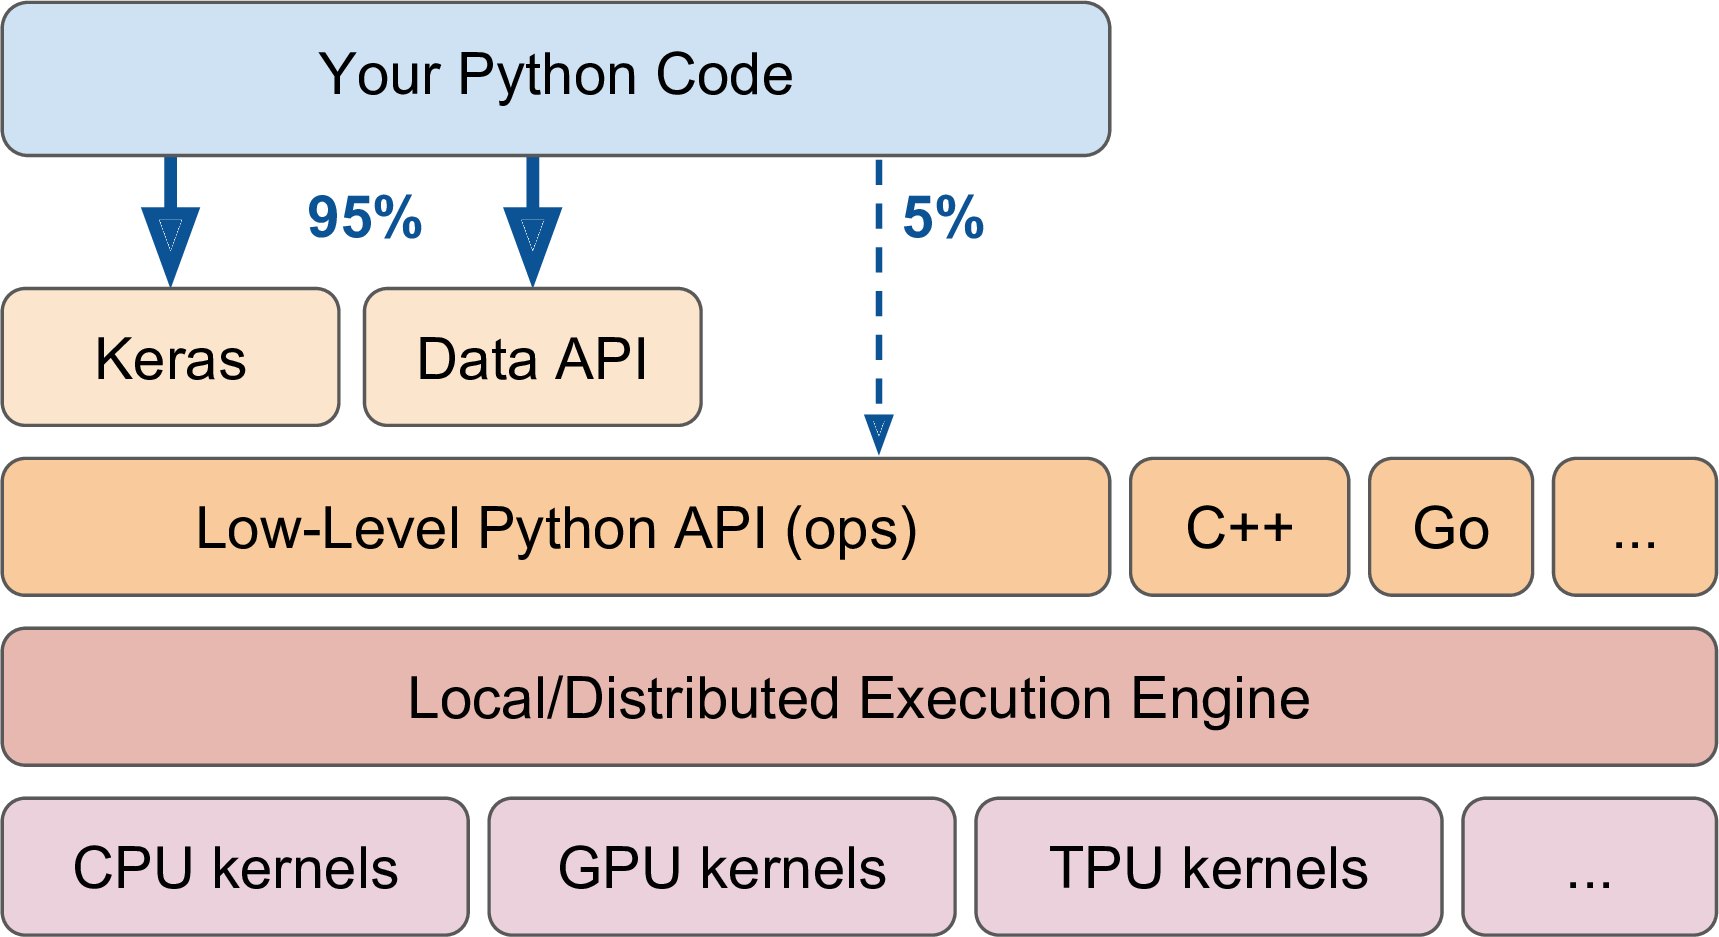 Your Python Code
95%
5%
Keras
Data API
Low-Level Python API (ops)
C++
Go
...
Local/Distributed Execution Engine
CPU kernels
GPU kernels
TPU kernels
...